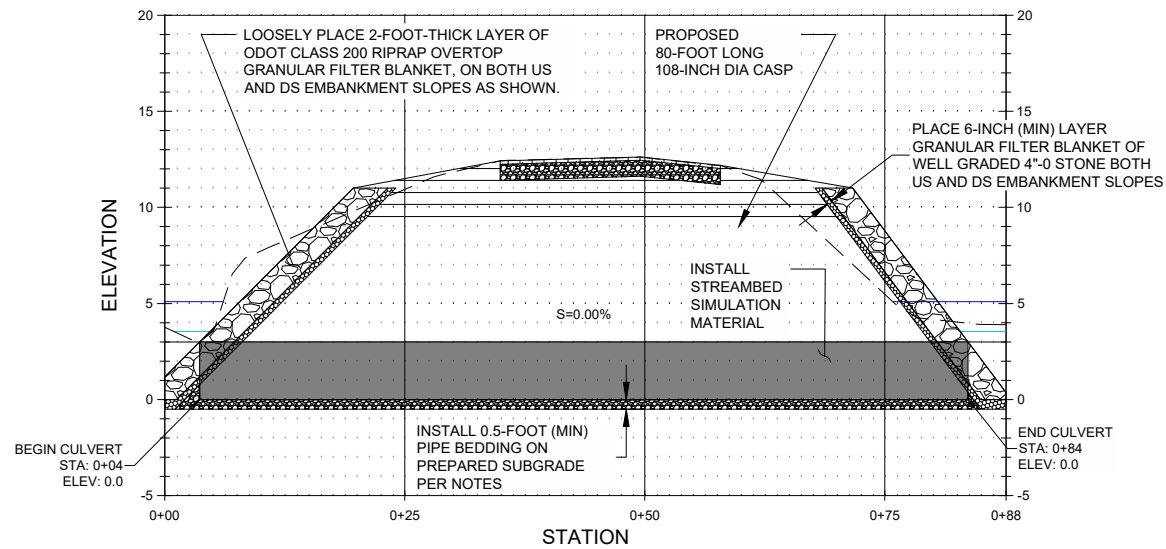 20
20
LOOSELY PLACE 2-FOOT-THICK LAYER OF
ODOT CLASS 200 RIPRAP OVERTOP
GRANULAR FILTER BLANKET, ON BOTH US
AND DS EMBANKMENT SLOPES AS SHOWN.
PROPOSED
80-FOOT LONG
108-INCH DIA CASP
15
15
PLACE 6-INCH (MIN) LAYER
GRANULAR FILTER BLANKET OF
WELL GRADED 4"-0 STONE BOTH
US AND DS EMBANKMENT SLOPES
10
10
ELEVATION
INSTALL
STREAMBED
SIMULATION
MATERIAL
5
5
S=0.00%
0
0
INSTALL 0.5-FOOT (MIN)
PIPE BEDDING ON
PREPARED SUBGRADE
PER NOTES
BEGIN CULVERT
STA: 0+04
ELEV: 0.0
END CULVERT
STA: 0+84
ELEV: 0.0
-5
-5
0+00
0+25
0+50
0+75
0+88
STATION